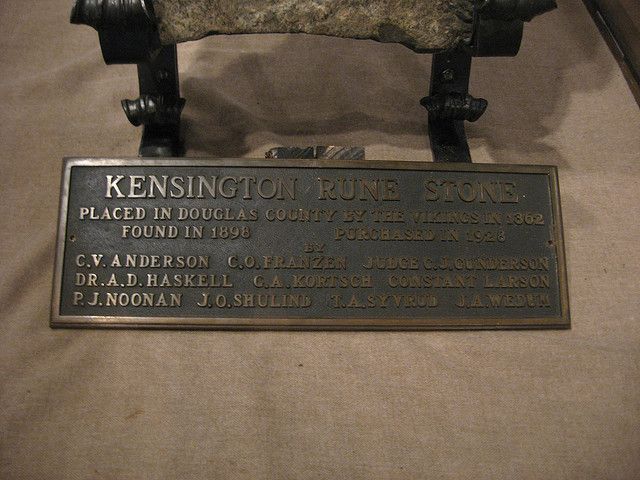 KENSINGTON RUNE STONE
PLACED IN DOUGLAS COUNTY BY THE VIKINGS IN 1362
FOUND IN 1898 PURCHASED IN 1928
BY
C.V. ANDERSON C.O. FRANZEN JUDGE C.J. GUNDERSON
DR. A.D. HASKELL G.A. KORTSCH CONSTANT LARSON
P.J. NOONAN J.O. SHULIND T.A. SYVRUD J.A. WEDUM